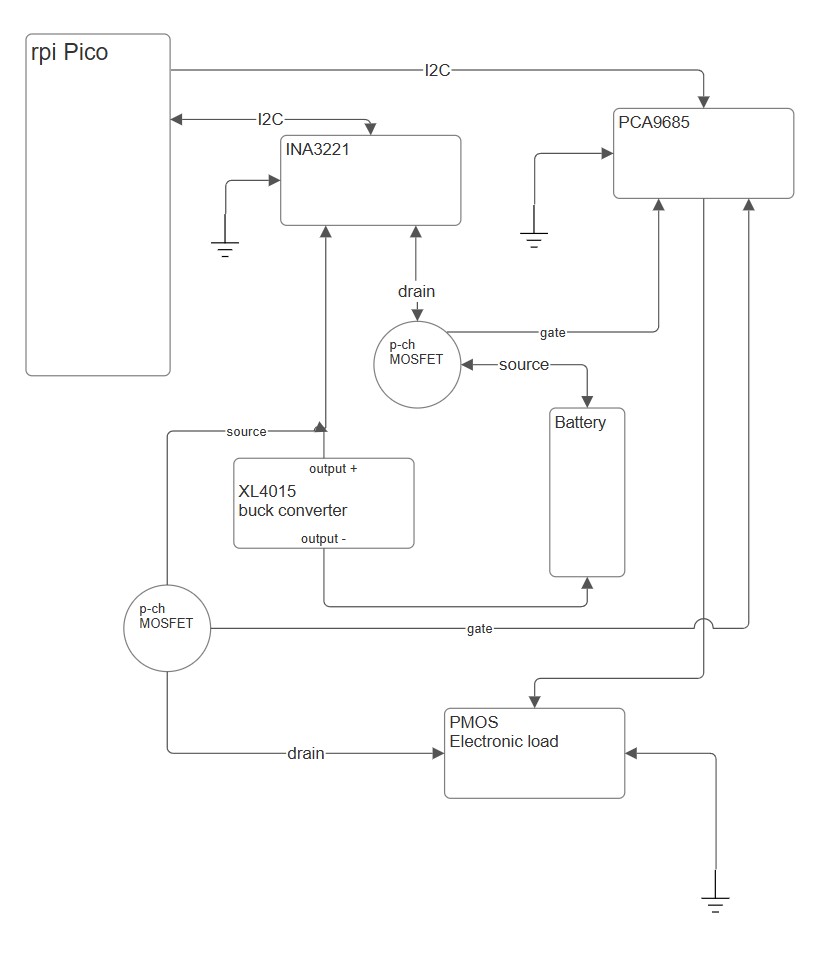 rpi Pico
I2C
I2C
PCA9685
INA3221
drain
gate
p-ch
MOSFET
source
Battery
source
output +
XL4015
buck converter
output -
p-ch
MOSFET
gate
PMOS
Electronic load
drain